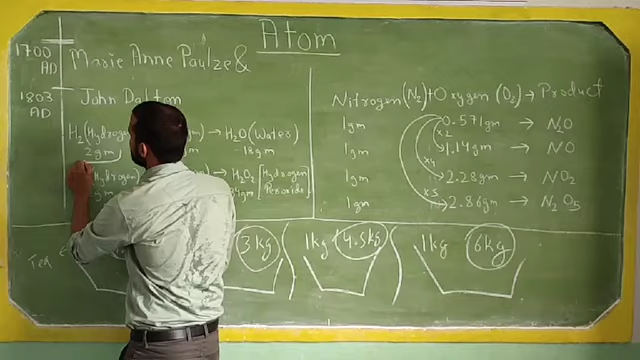 Atom
1700 AD
Marie Anne Paulze &
1803 AD
John Dalton
H₂(Hydrogen → H₂O(Water)
2gm 18gm
→ H₂O₂ [Hydrogen Peroxide]
Nitrogen(N₂)+Oxygen(O₂)→Product
1gm 0.571gm → N₂O
x2
1gm 1.14gm → NO
x4
1gm 2.28gm → NO₂
x5
1gm 2.86gm → N₂O₅
3kg 1kg 4.5kg 1kg 6kg